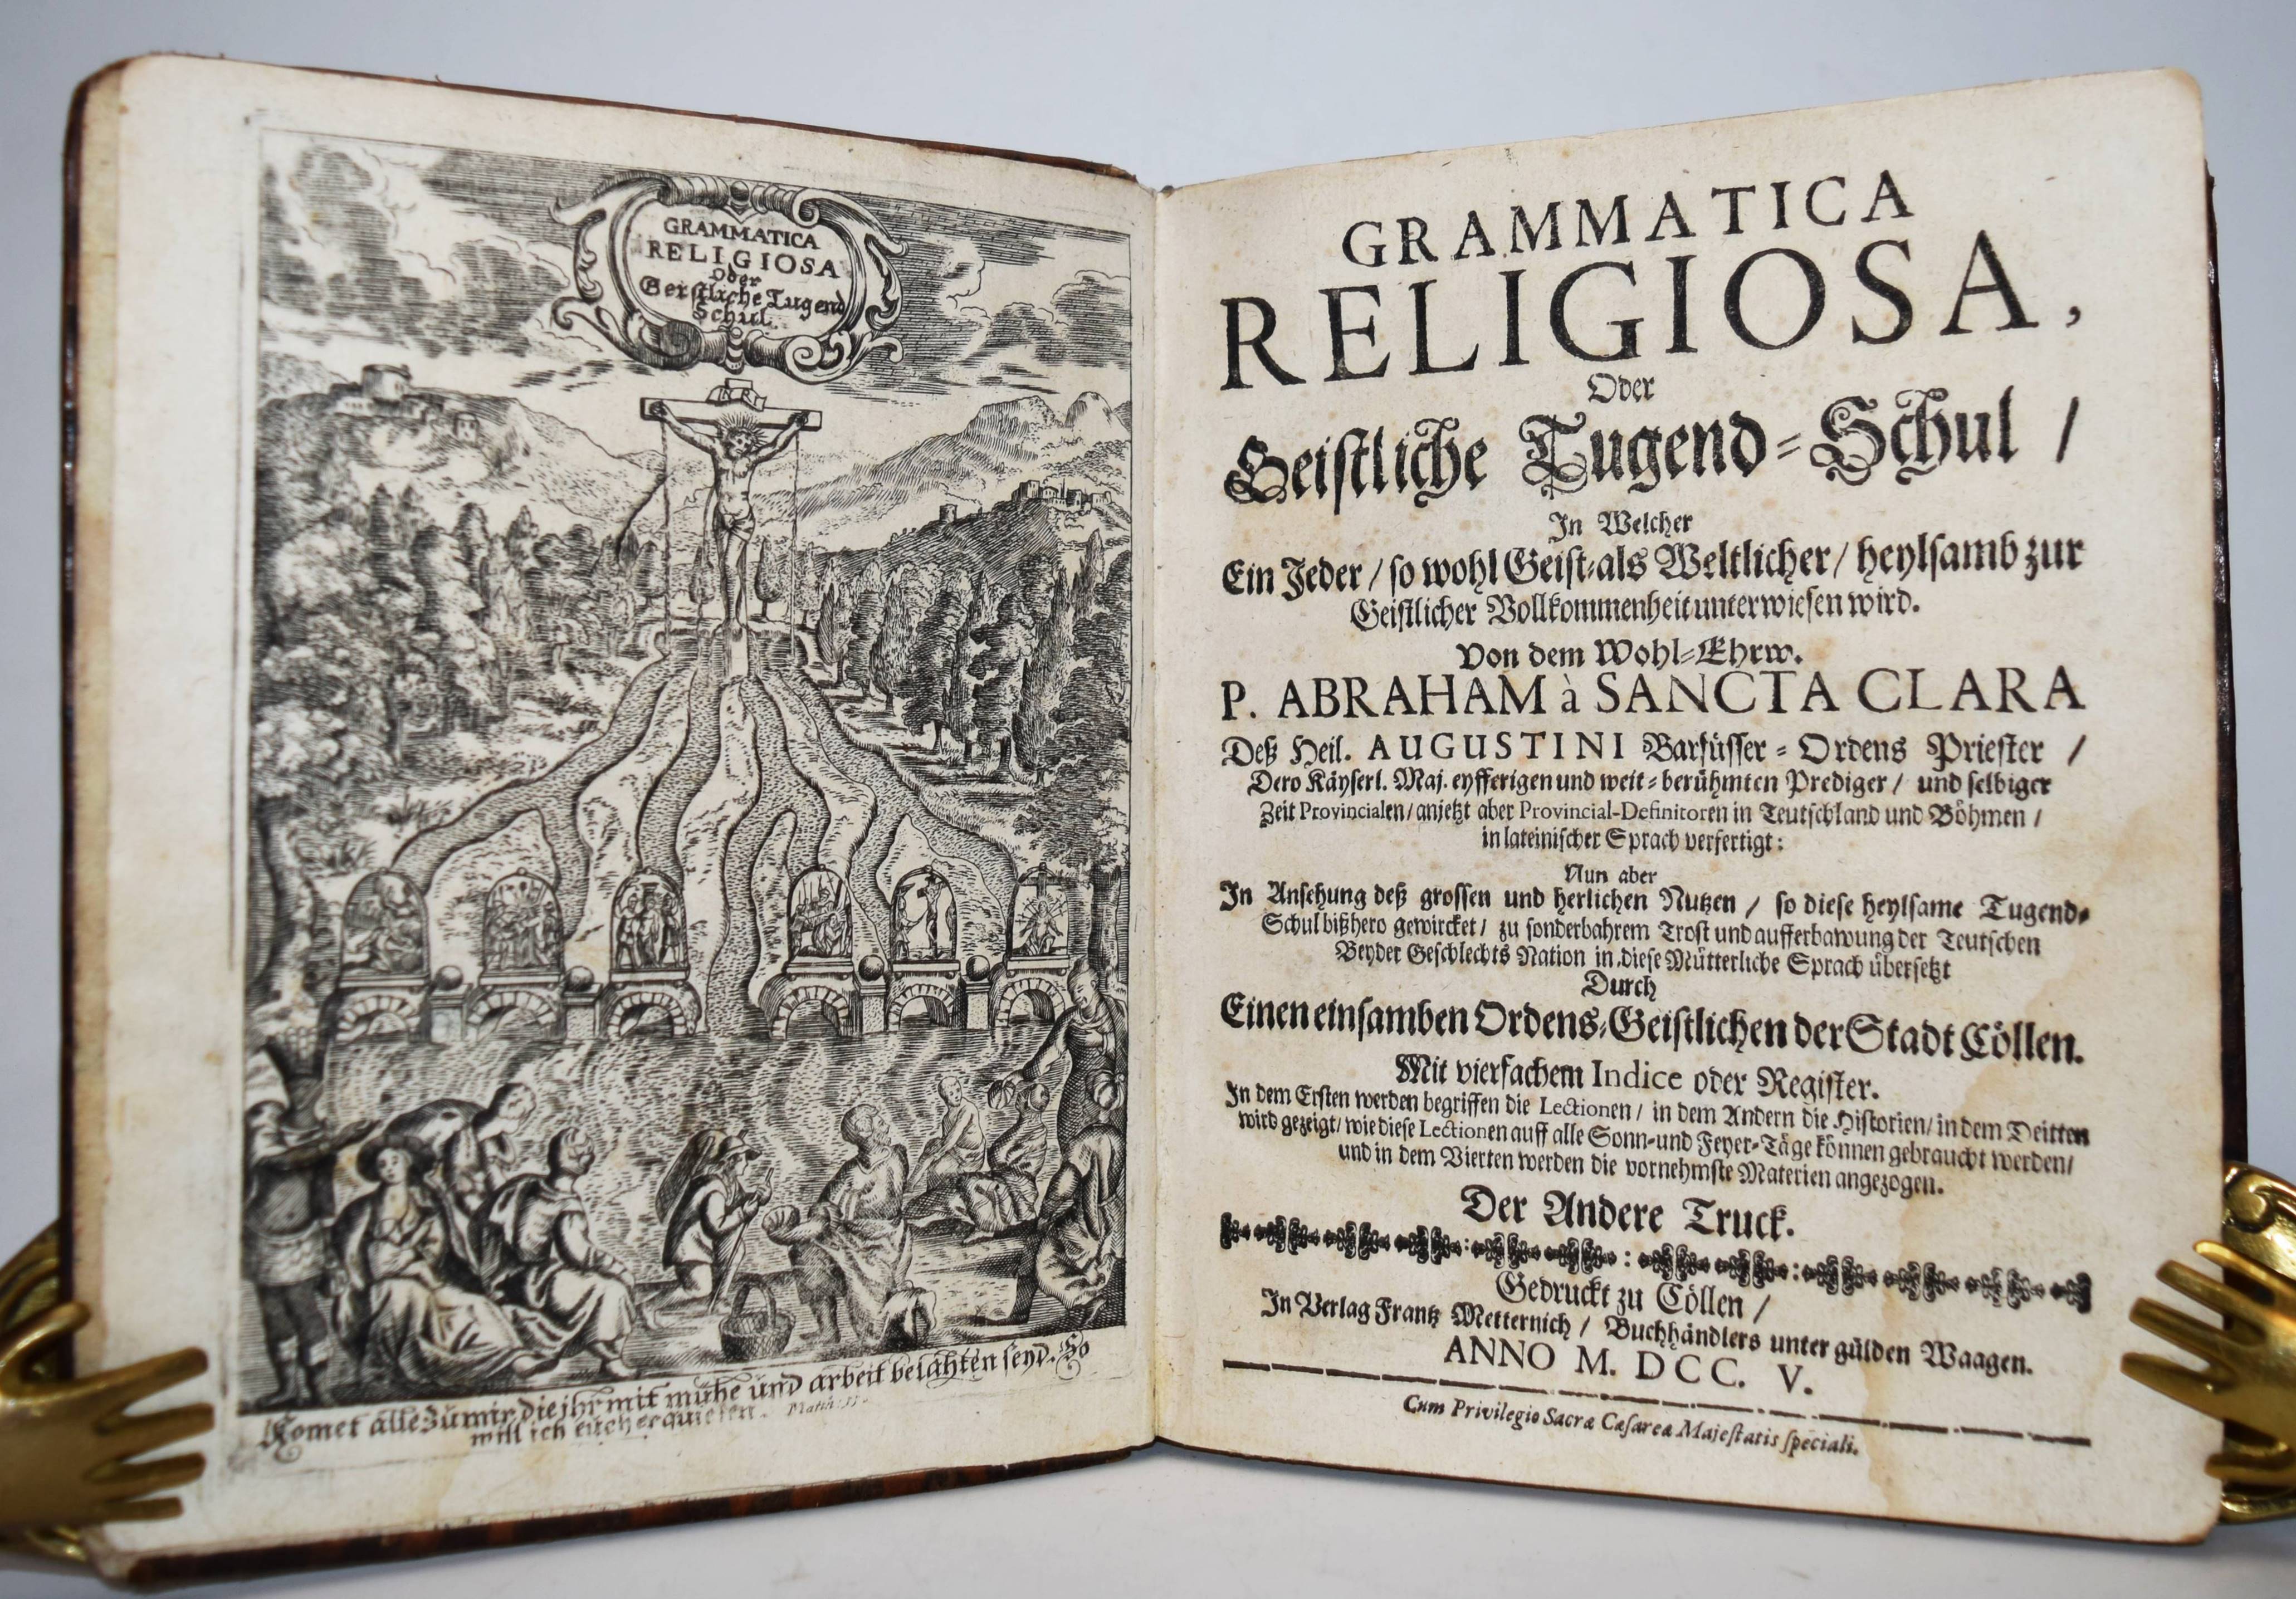 GRAMMATICA
RELIGIOSA
oder
Geistliche Tugend
Schul.
INRI
Komet alle zu mir, die ihr mit mühe und arbeit belahten seyd. So
will ich euch erquicken. Matth: 11.
GRAMMATICA
RELIGIOSA,
Oder
Geistliche Tugend-Schul /
In Welcher
Ein Jeder / so wohl Geist-als Weltlicher / heylsamb zur
Geistlicher Vollkommenheit unterwiesen wird.
Von dem Wohl-Ehrw.
P. ABRAHAM à SANCTA CLARA
Deß Heil. AUGUSTINI Barfüsser-Ordens Priester /
Dero Käyserl. Maj. eyfferigen und weit-berühmten Prediger / und selbiger
Zeit Provincialen / anjetzt aber Provincial-Definitoren in Teutschland und Böhmen /
in lateinischer Sprach verfertigt:
Nun aber
In Ansehung deß grossen und herlichen Nutzen / so diese heylsame Tugend-
Schul bißhero gewircket / zu sonderbahrem Trost und aufferbawung der Teutschen
Beyder Geschlechts Nation in diese Mütterliche Sprach übersetzt
Durch
Einen einsamben Ordens-Geistlichen der Stadt Cöllen.
Mit vierfachem Indice oder Register.
In dem Ersten werden begriffen die Lectionen / in dem Andern die Historien / in dem Dritten
wird gezeigt / wie diese Lectionen auff alle Sonn-und Feyer-Täge können gebraucht werden /
und in dem Vierten werden die vornehmste Materien angezogen.
Der Andere Truck.
Gedruckt zu Cöllen /
In Verlag Frantz Metternich / Buchhändlers unter gülden Waagen.
ANNO M. DCC. V.
Cum Privilegio Sacræ Cæsareæ Majestatis speciali.